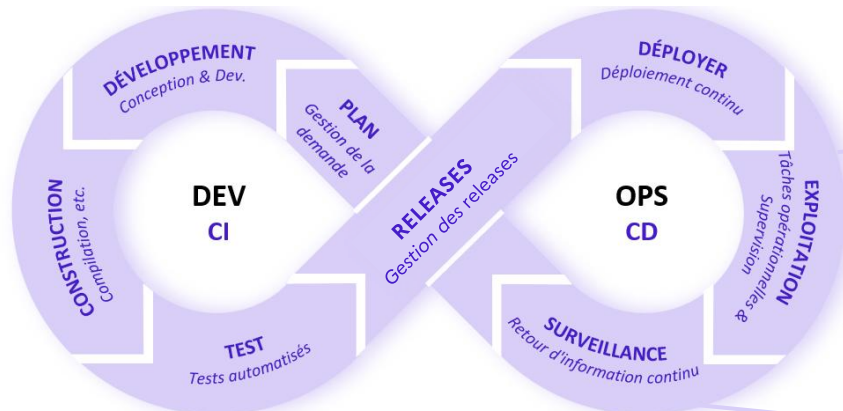 DÉVELOPPEMENT
Conception & Dev.
PLAN
Gestion de la
demande
DEV
CI
CONSTRUCTION
Compilation, etc.
TEST
Tests automatisés
RELEASES
Gestion des releases
DÉPLOYER
Déploiement continu
OPS
CD
EXPLOITATION
Tâches opérationnelles &
Supervision
SURVEILLANCE
Retour d'information continu